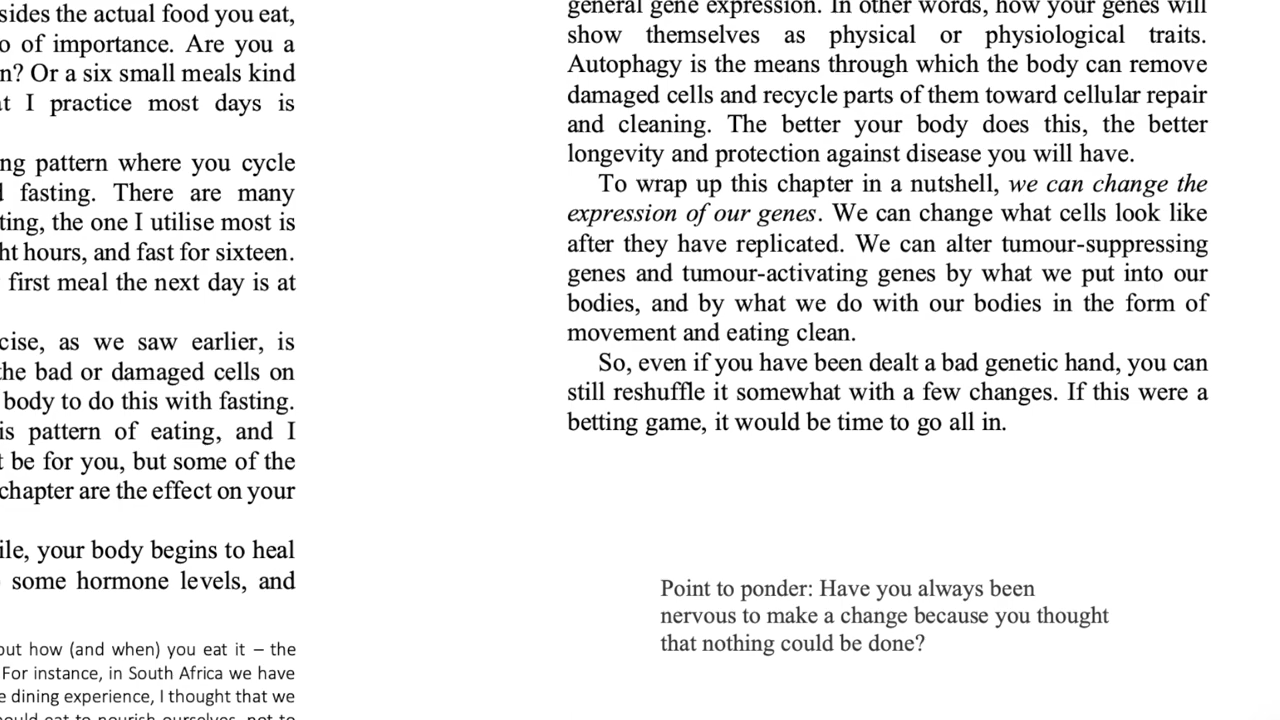 sides the actual food you eat,
o of importance. Are you a
n? Or a six small meals kind
at I practice most days is
ng pattern where you cycle
d fasting. There are many
ting, the one I utilise most is
ht hours, and fast for sixteen.
first meal the next day is at
cise, as we saw earlier, is
the bad or damaged cells on
body to do this with fasting.
is pattern of eating, and I
t be for you, but some of the
chapter are the effect on your
ile, your body begins to heal
some hormone levels, and
out how (and when) you eat it – the
For instance, in South Africa we have
e dining experience, I thought that we
ould eat to nourish ourselves, not to
general gene expression. In other words, how your genes will
show themselves as physical or physiological traits.
Autophagy is the means through which the body can remove
damaged cells and recycle parts of them toward cellular repair
and cleaning. The better your body does this, the better
longevity and protection against disease you will have.
To wrap up this chapter in a nutshell, we can change the
expression of our genes. We can change what cells look like
after they have replicated. We can alter tumour-suppressing
genes and tumour-activating genes by what we put into our
bodies, and by what we do with our bodies in the form of
movement and eating clean.
So, even if you have been dealt a bad genetic hand, you can
still reshuffle it somewhat with a few changes. If this were a
betting game, it would be time to go all in.
Point to ponder: Have you always been
nervous to make a change because you thought
that nothing could be done?